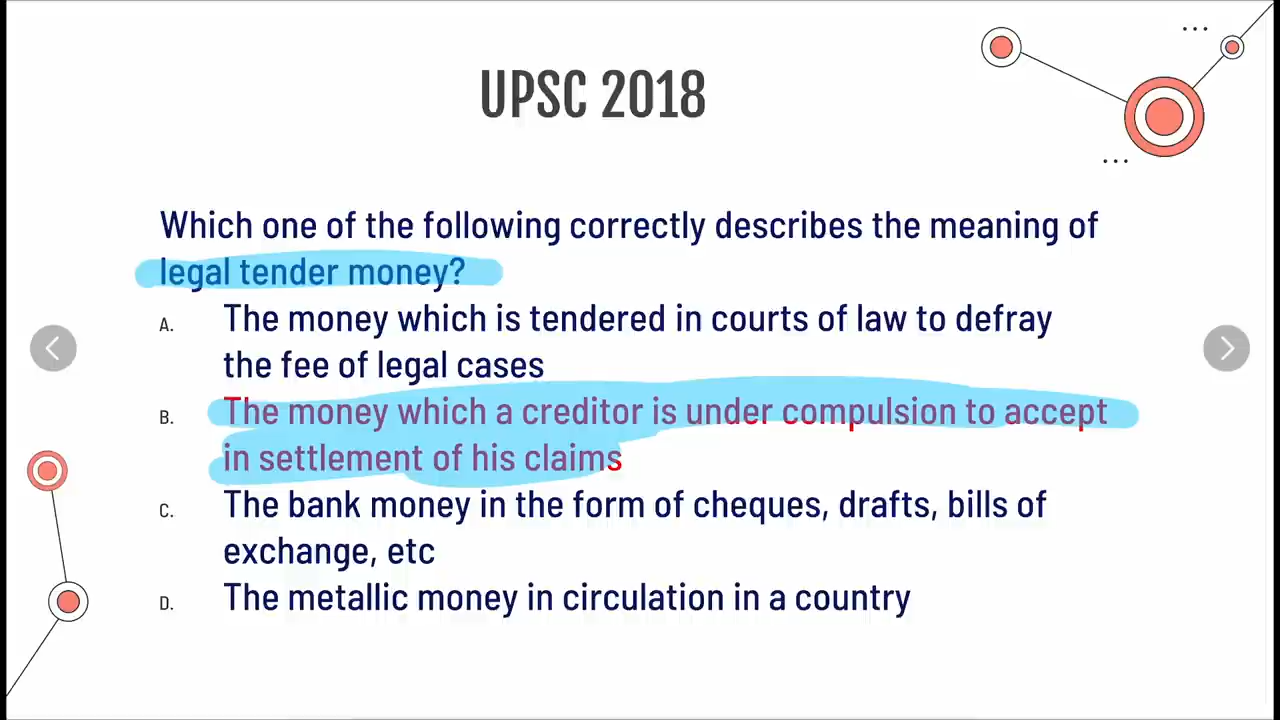 UPSC 2018
Which one of the following correctly describes the meaning of
legal tender money?
A. The money which is tendered in courts of law to defray
the fee of legal cases
B. The money which a creditor is under compulsion to accept
in settlement of his claims
C. The bank money in the form of cheques, drafts, bills of
exchange, etc
D. The metallic money in circulation in a country